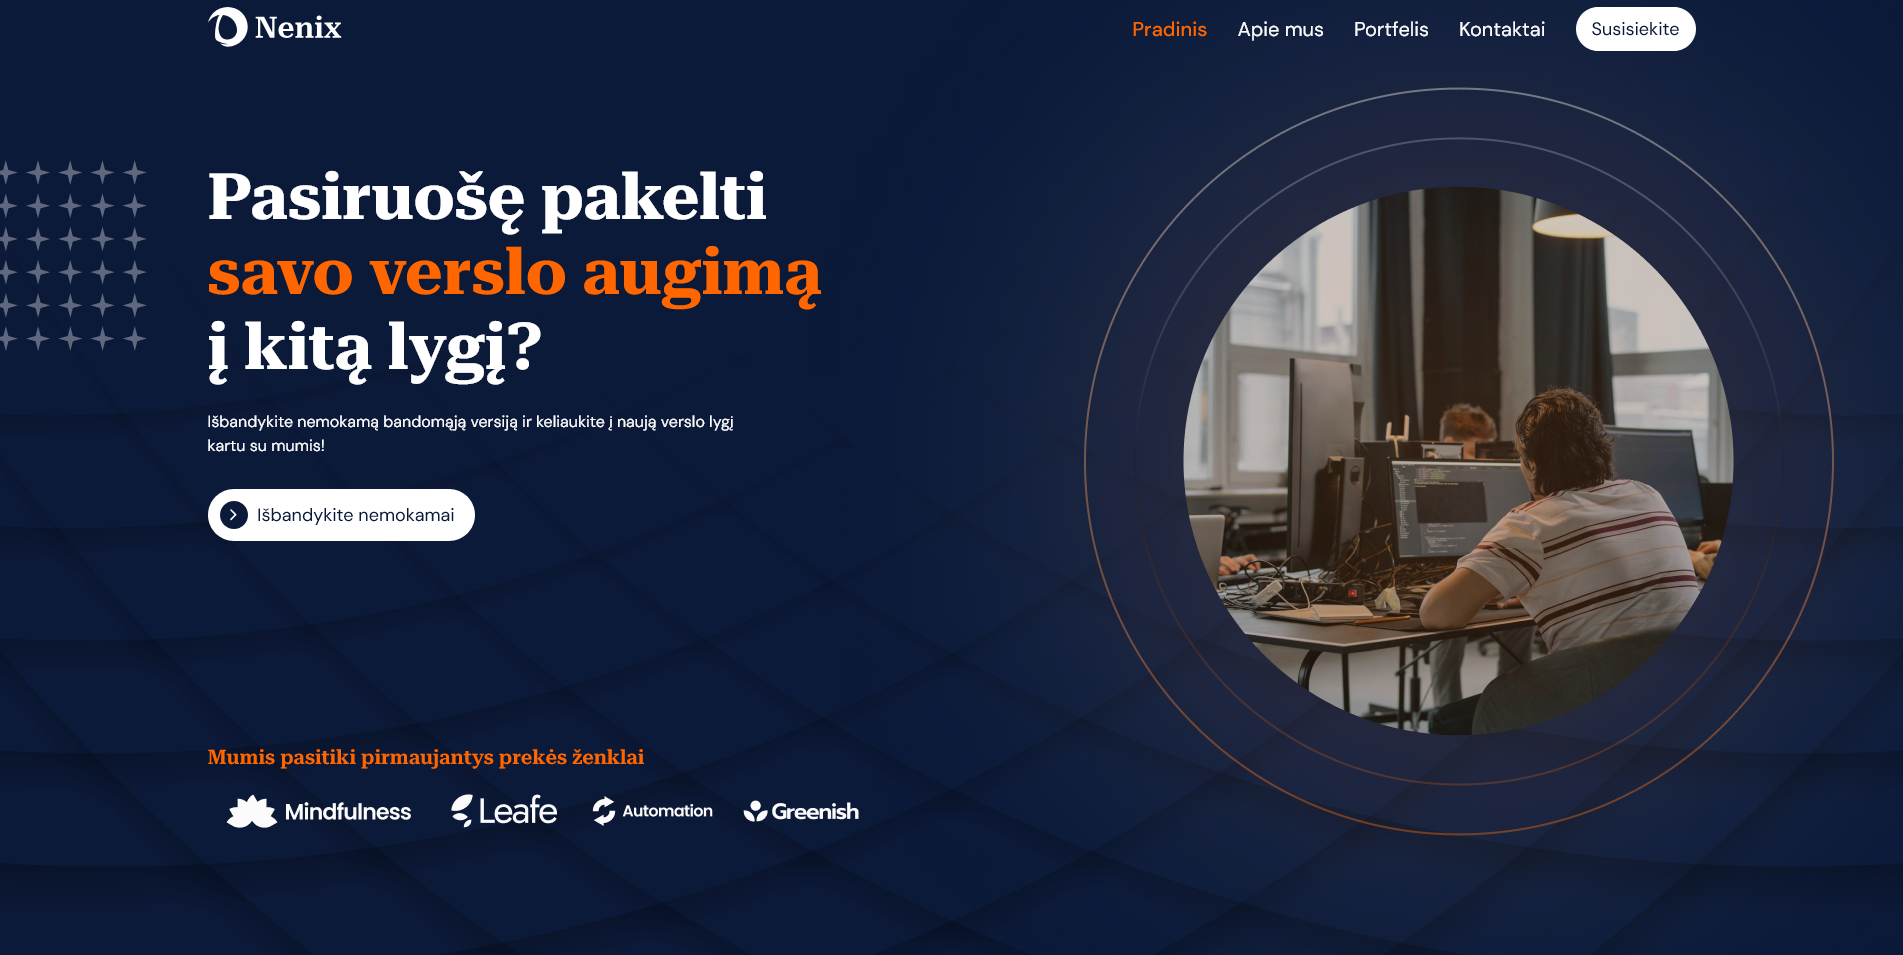 Nenix
Pradinis
Apie mus
Portfelis
Kontaktai
Susisiekite
Pasiruošę pakelti
savo verslo augimą
į kitą lygį?
Išbandykite nemokamą bandomąją versiją ir keliaukite į naują verslo lygį
kartu su mumis!
Išbandykite nemokamai
Mumis pasitiki pirmaujantys prekės ženklai
Mindfulness
Leafe
Automation
Greenish